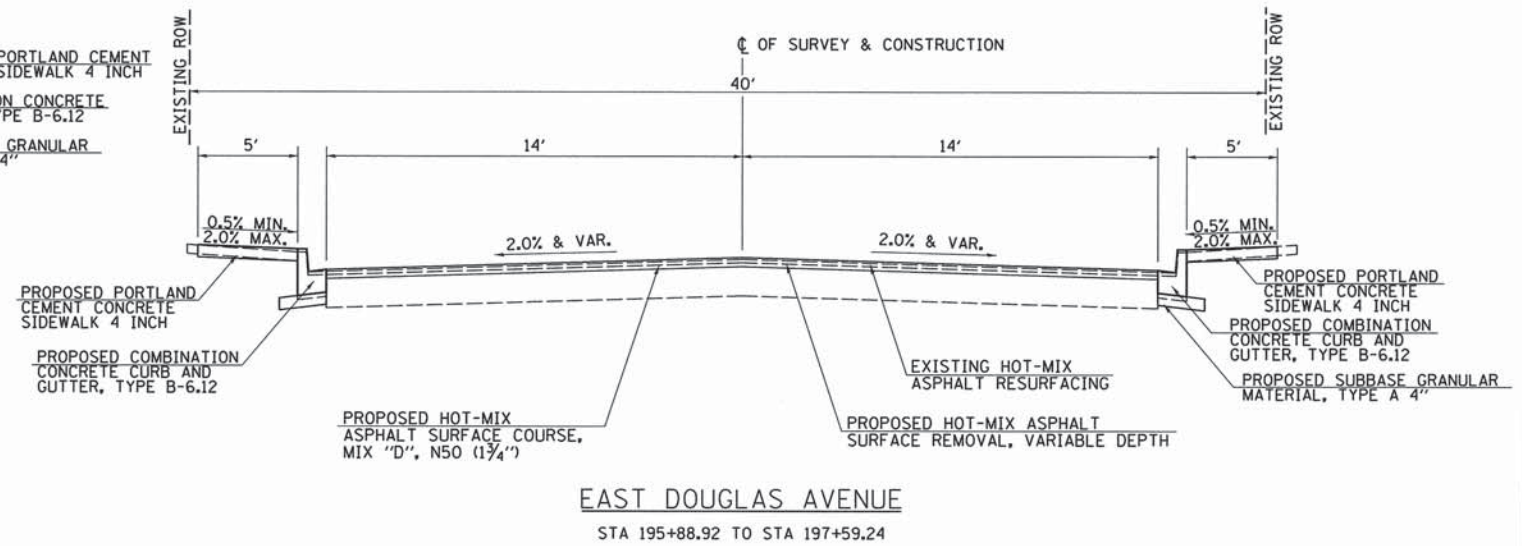 PORTLAND CEMENT
SIDEWALK 4 INCH
ON CONCRETE
YPE B-6.12
GRANULAR
4"
EXISTING ROW
℄ OF SURVEY & CONSTRUCTION
40'
EXISTING ROW
5'
14'
14'
5'
0.5% MIN.
2.0% MAX.
2.0% & VAR.
2.0% & VAR.
0.5% MIN.
2.0% MAX.
PROPOSED PORTLAND
CEMENT CONCRETE
SIDEWALK 4 INCH
PROPOSED COMBINATION
CONCRETE CURB AND
GUTTER, TYPE B-6.12
PROPOSED HOT-MIX
ASPHALT SURFACE COURSE,
MIX "D", N50 (1¾")
EXISTING HOT-MIX
ASPHALT RESURFACING
PROPOSED HOT-MIX ASPHALT
SURFACE REMOVAL, VARIABLE DEPTH
PROPOSED PORTLAND
CEMENT CONCRETE
SIDEWALK 4 INCH
PROPOSED COMBINATION
CONCRETE CURB AND
GUTTER, TYPE B-6.12
PROPOSED SUBBASE GRANULAR
MATERIAL, TYPE A 4"
EAST DOUGLAS AVENUE
STA 195+88.92 TO STA 197+59.24